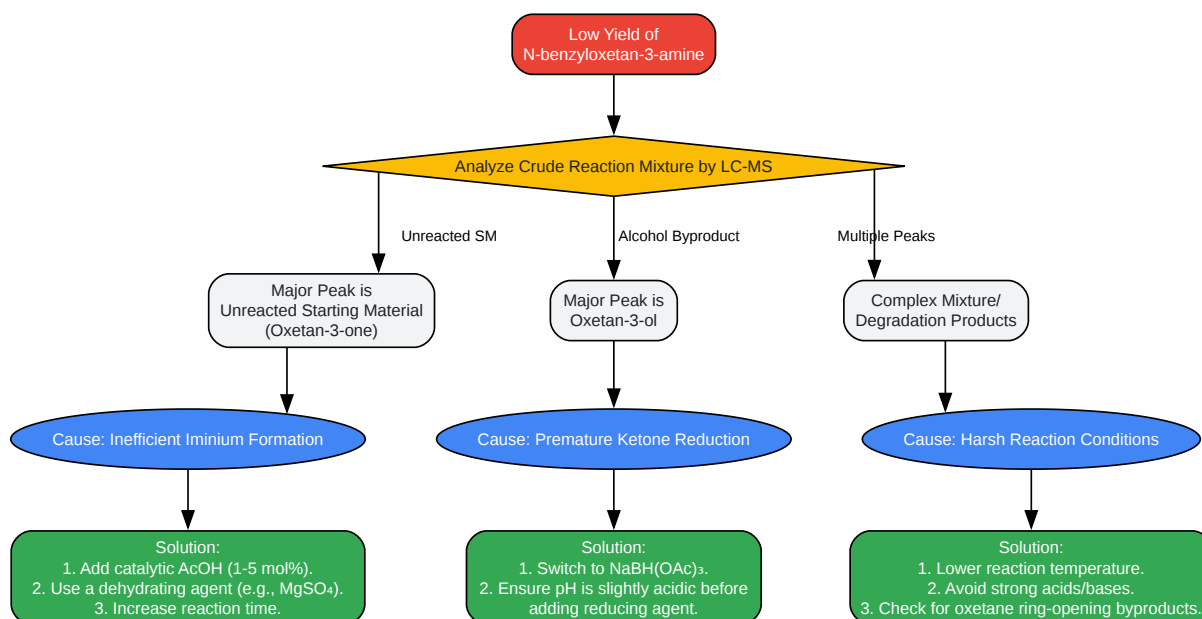 Low Yield of
N-benzyloxetan-3-amine
Analyze Crude Reaction Mixture by LC-MS
Unreacted SM
Alcohol Byproduct
Multiple Peaks
Major Peak is
Unreacted Starting Material
(Oxetan-3-one)
Major Peak is
Oxetan-3-ol
Complex Mixture/
Degradation Products
Cause: Inefficient Iminium Formation
Cause: Premature Ketone Reduction
Cause: Harsh Reaction Conditions
Solution:
1. Add catalytic AcOH (1-5 mol%).
2. Use a dehydrating agent (e.g., MgSO₄).
3. Increase reaction time.
Solution:
1. Switch to NaBH(OAc)₃.
2. Ensure pH is slightly acidic before
adding reducing agent.
Solution:
1. Lower reaction temperature.
2. Avoid strong acids/bases.
3. Check for oxetane ring-opening byproducts.